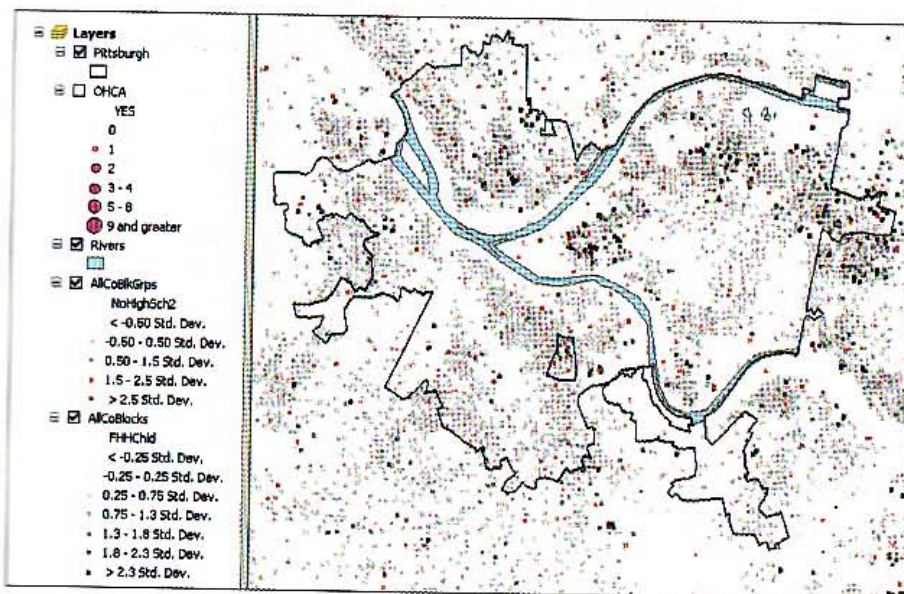 Layers
Pittsburgh
OHCA
YES
0
1
2
3 - 4
5 - 8
9 and greater
Rivers
AllCoBlkGrps
NoHighSch2
< -0.50 Std. Dev.
-0.50 - 0.50 Std. Dev.
0.50 - 1.5 Std. Dev.
1.5 - 2.5 Std. Dev.
> 2.5 Std. Dev.
AllCoBlocks
FHHChld
< -0.25 Std. Dev.
-0.25 - 0.25 Std. Dev.
0.25 - 0.75 Std. Dev.
0.75 - 1.3 Std. Dev.
1.3 - 1.8 Std. Dev.
1.8 - 2.3 Std. Dev.
> 2.3 Std. Dev.